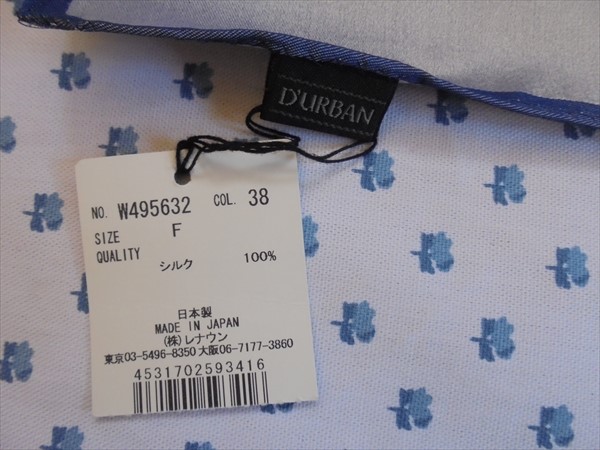 D'URBAN
NO. W495632 COL. 38
SIZE F
QUALITY
シルク 100%
日本製
MADE IN JAPAN
(株)レナウン
東京03-5496-8350 大阪06-7177-3860
4531702593416